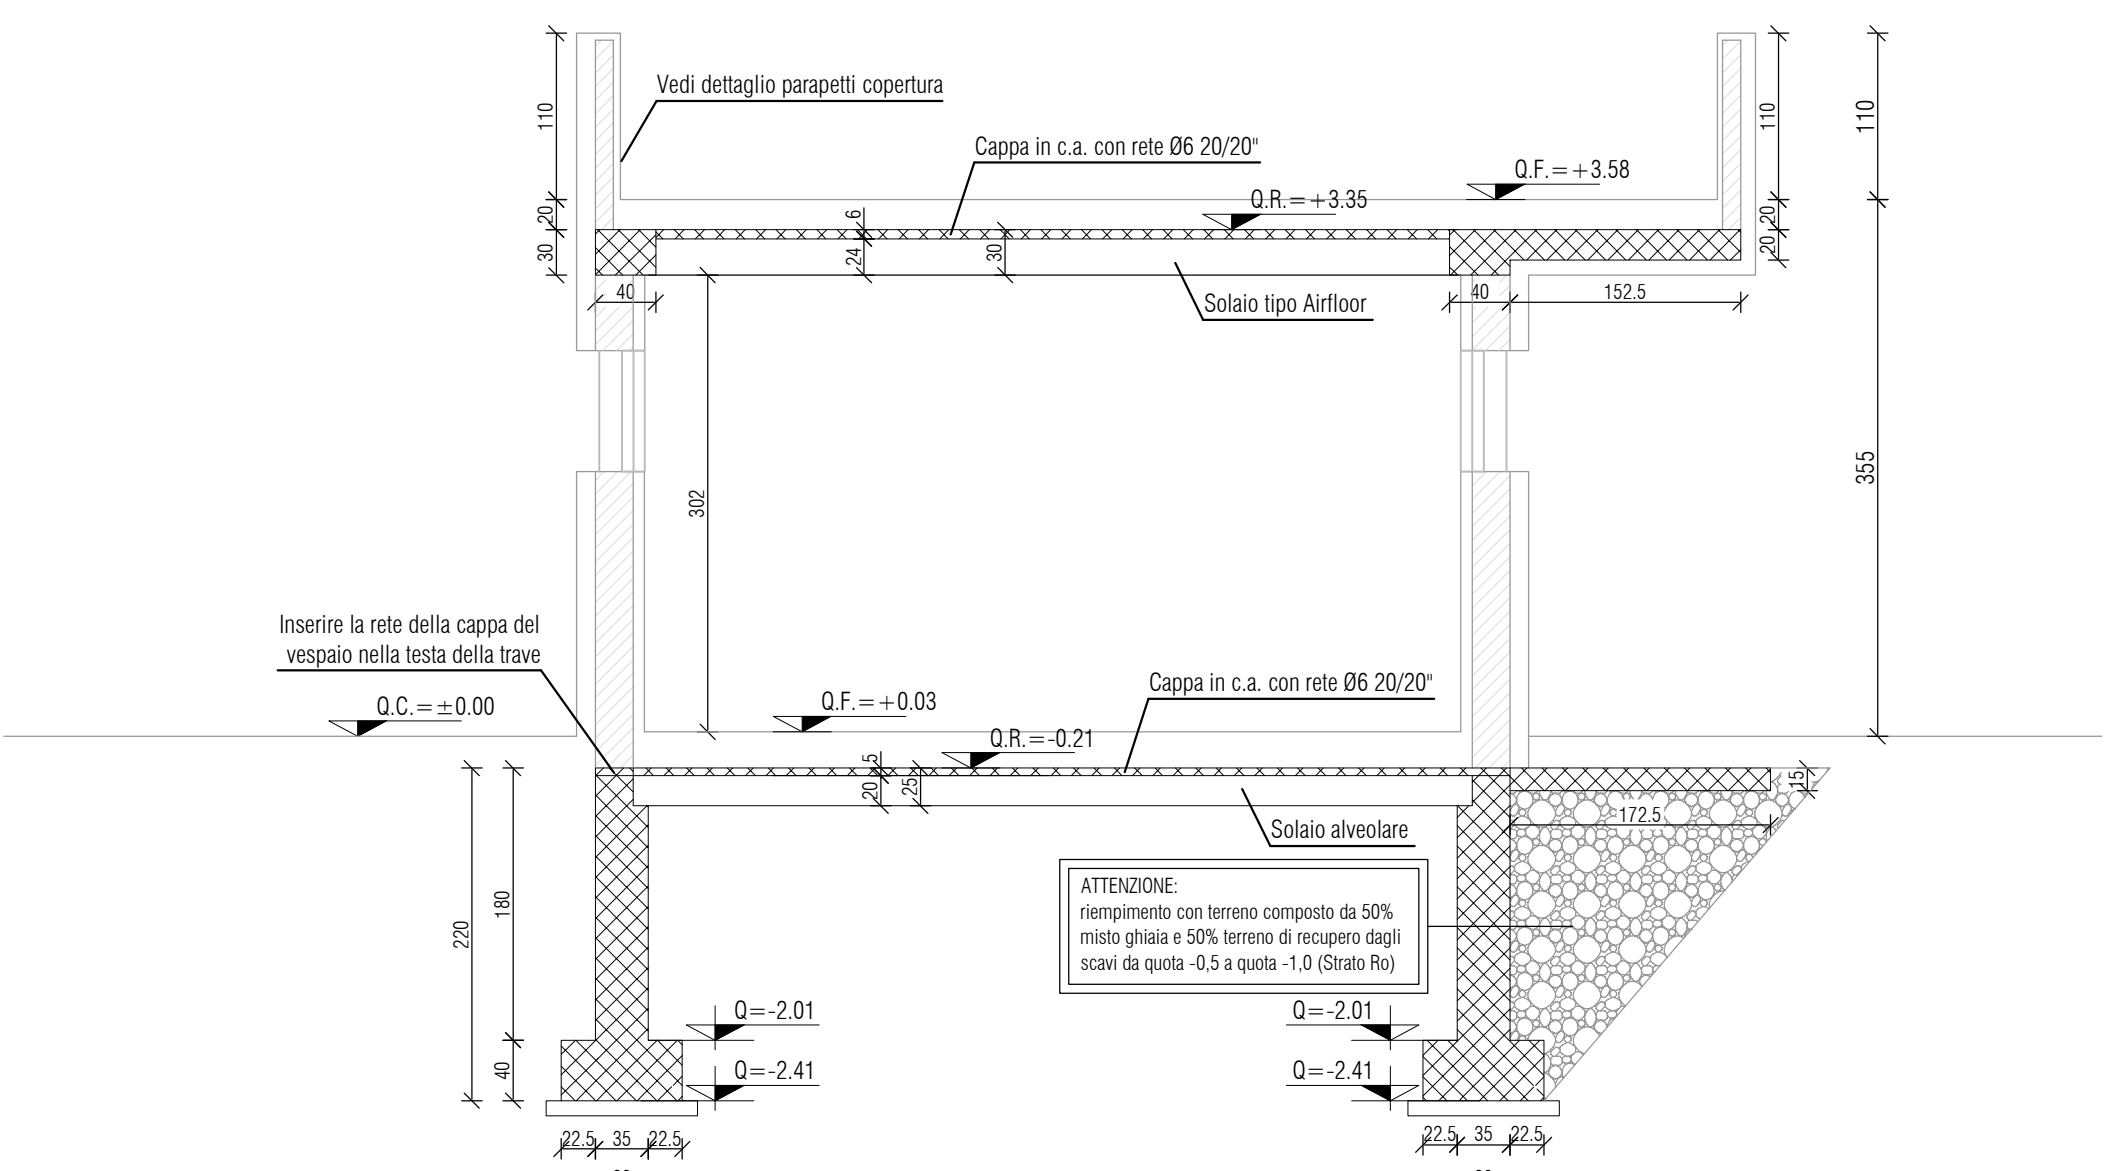 Vedi dettaglio parapetti copertura
110
110
110
Cappa in c.a. con rete Ø6 20/20"
Q.F.=+3.58
Q.R.=+3.35
20
6
20
30
24
30
20
40
Solaio tipo Airfloor
40
152.5
302
355
Inserire la rete della cappa del
vespaio nella testa della trave
Q.C.=±0.00
Q.F.=+0.03
Cappa in c.a. con rete Ø6 20/20"
Q.R.=-0.21
5
20
25
15
172.5
Solaio alveolare
ATTENZIONE:
riempimento con terreno composto da 50%
misto ghiaia e 50% terreno di recupero dagli
scavi da quota -0,5 a quota -1,0 (Strato Ro)
180
220
Q=-2.01
Q=-2.01
40
Q=-2.41
Q=-2.41
22.5 35 22.5
22.5 35 22.5